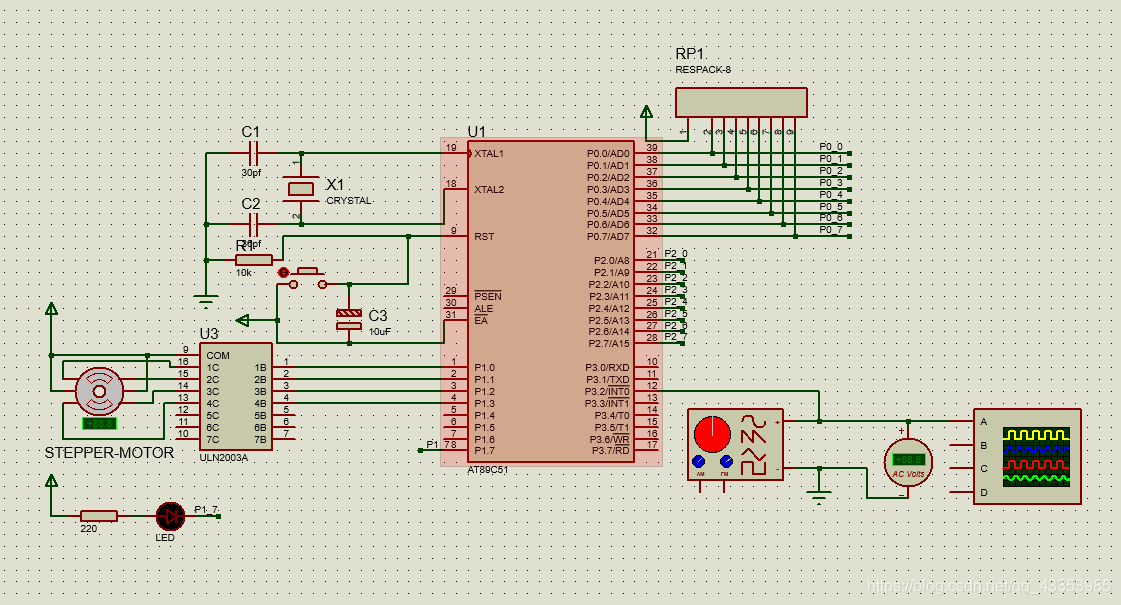 RP1
RESPACK-8
1 2 3 4 5 6 7 8 9
C1
30pf
X1
CRYSTAL
1
2
C2
R1
10k
C3
10uF
U1
19 XTAL1
18 XTAL2
9 RST
29 PSEN
30 ALE
31 EA
1 P1.0
2 P1.1
3 P1.2
4 P1.3
5 P1.4
6 P1.5
7 P1.6
8 P1.7
P1_7
AT89C51
P0.0/AD0 39 P0_0
P0.1/AD1 38 P0_1
P0.2/AD2 37 P0_2
P0.3/AD3 36 P0_3
P0.4/AD4 35 P0_4
P0.5/AD5 34 P0_5
P0.6/AD6 33 P0_6
P0.7/AD7 32 P0_7
P2.0/A8 21 P2_0
P2.1/A9 22 P2_1
P2.2/A10 23 P2_2
P2.3/A11 24 P2_3
P2.4/A12 25 P2_4
P2.5/A13 26 P2_5
P2.6/A14 27 P2_6
P2.7/A15 28 P2_7
P3.0/RXD 10
P3.1/TXD 11
P3.2/INT0 12
P3.3/INT1 13
P3.4/T0 14
P3.5/T1 15
P3.6/WR 16
P3.7/RD 17
U3
9 COM
16 1C 1B 1
15 2C 2B 2
14 3C 3B 3
13 4C 4B 4
12 5C 5B 5
11 6C 6B 6
10 7C 7B 7
ULN2003A
+88.8
STEPPER-MOTOR
220
LED
P1_7
AM
FM
+
-
+
+88.8
AC Volts
A
B
C
D
https://blog.csdn.net/qq_43363985